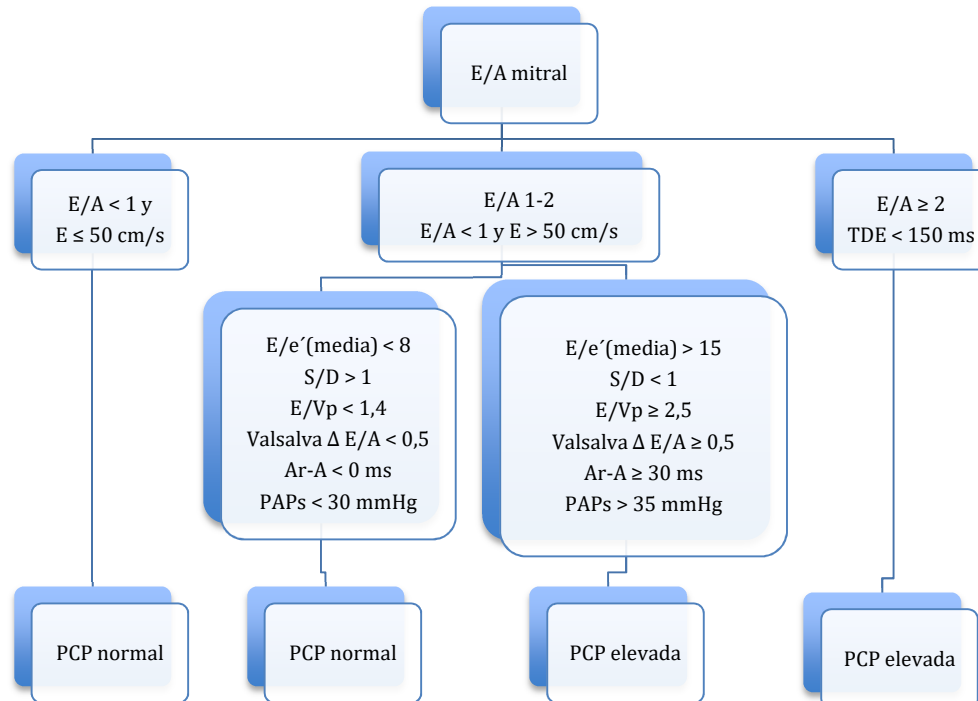 E/A mitral
E/A < 1 y
E ≤ 50 cm/s
E/A 1-2
E/A < 1 y E > 50 cm/s
E/A ≥ 2
TDE < 150 ms
E/e´(media) < 8
S/D > 1
E/Vp < 1,4
Valsalva Δ E/A < 0,5
Ar-A < 0 ms
PAPs < 30 mmHg
E/e´(media) > 15
S/D < 1
E/Vp ≥ 2,5
Valsalva Δ E/A ≥ 0,5
Ar-A ≥ 30 ms
PAPs > 35 mmHg
PCP normal
PCP normal
PCP elevada
PCP elevada